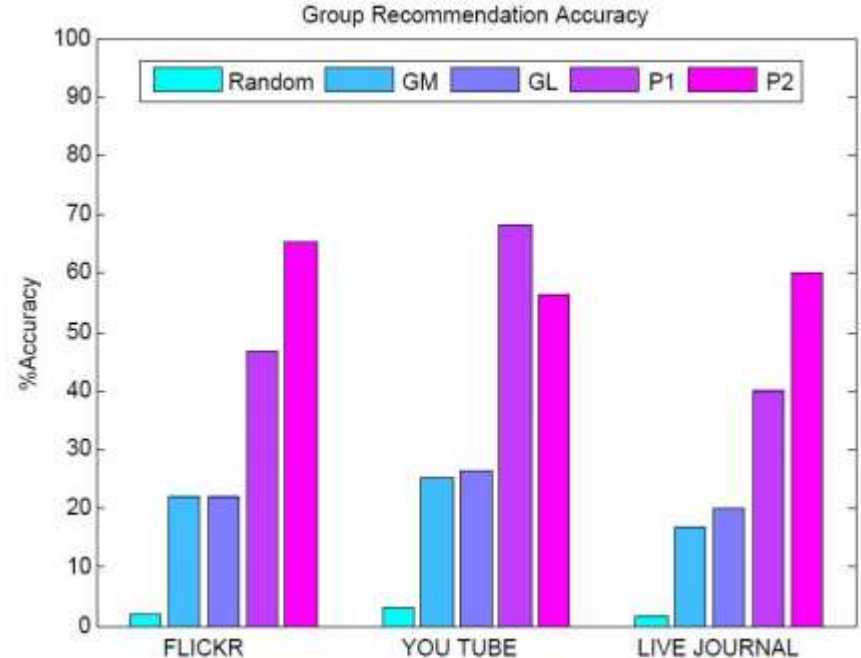 Group Recommendation Accuracy
100
90
80
70
60
50
40
30
20
10
0
%Accuracy
Random GM GL P1 P2
FLICKR YOU TUBE LIVE JOURNAL